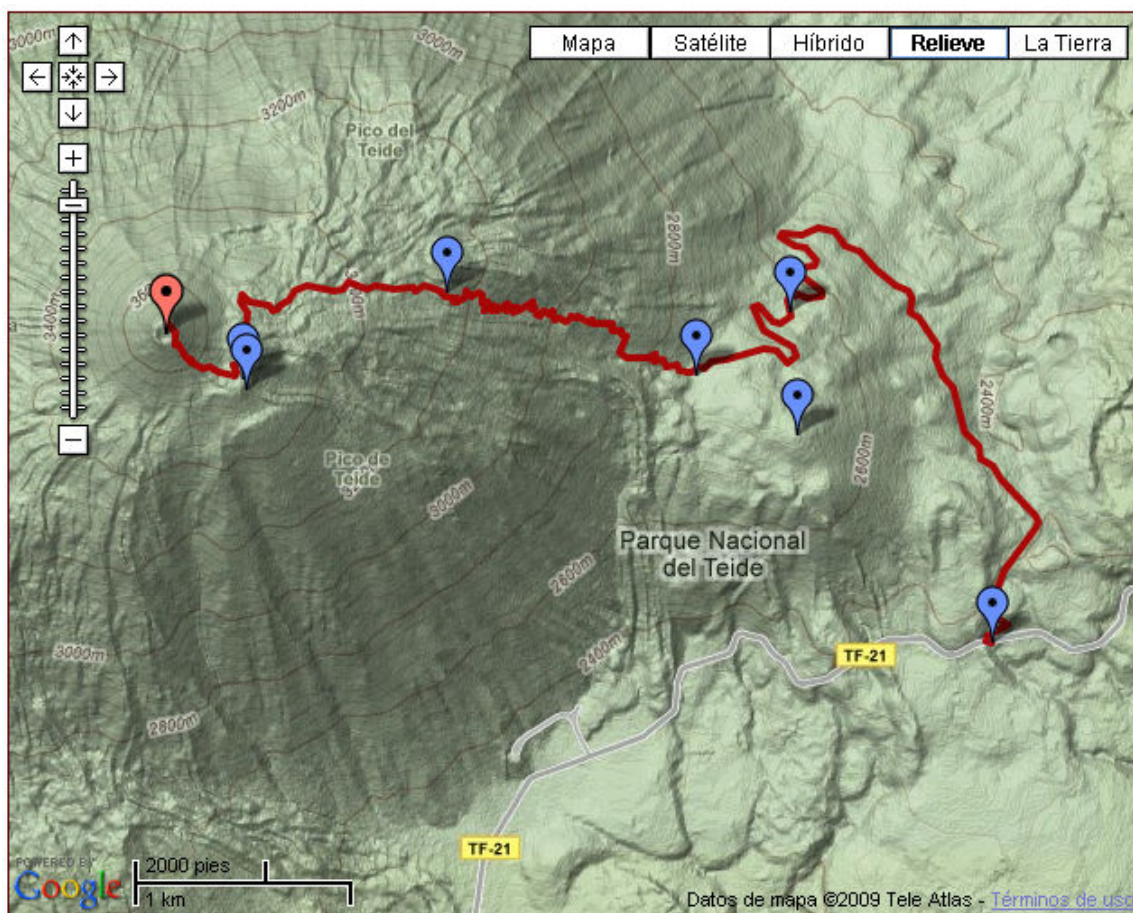 3000m
3000m
Mapa
Satélite
Híbrido
Relieve
La Tierra
3200m
Pico del
Teide
2800m
3400m
2400m
Pico de
Teide
3000m
2600m
Parque Nacional
del Teide
2600m
2400m
TF-21
3000m
2800m
TF-21
POWERED BY
Google
2000 pies
1 km
Datos de mapa ©2009 Tele Atlas - Términos de uso